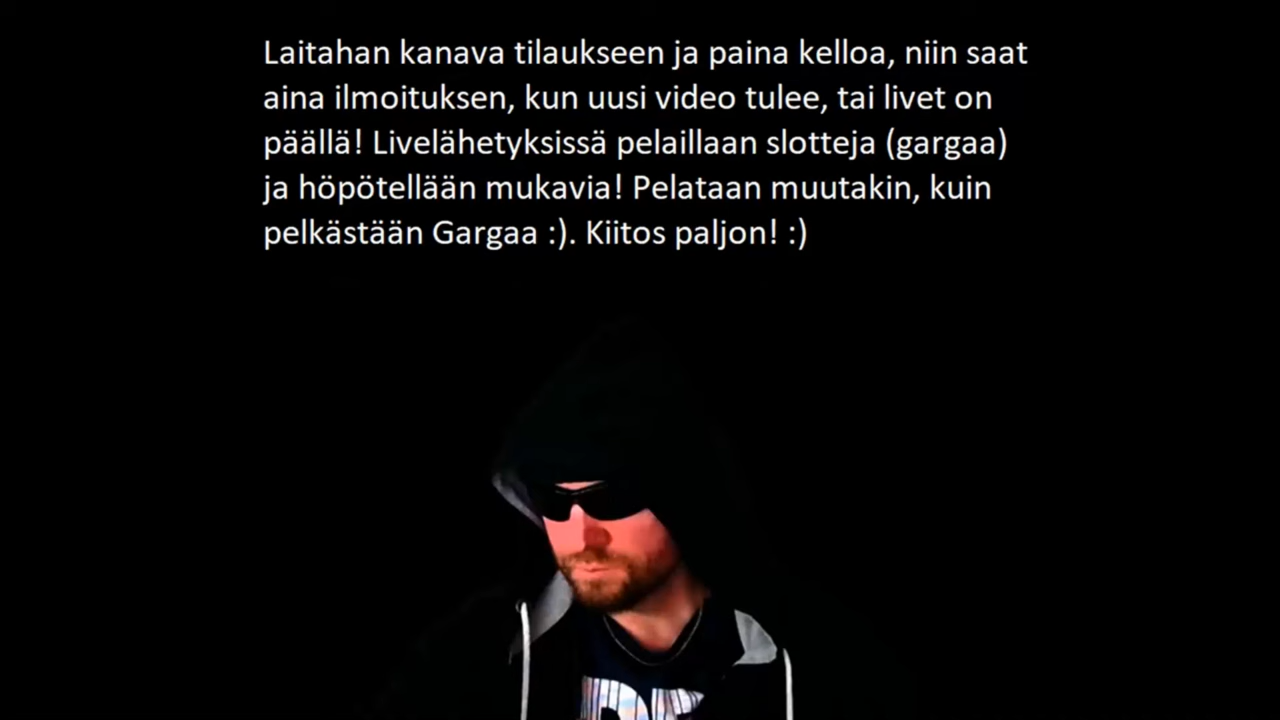 Laitahan kanava tilaukseen ja paina kelloa, niin saat
aina ilmoituksen, kun uusi video tulee, tai livet on
päällä! Livelähetyksissä pelaillaan slotteja (gargaa)
ja höpötellään mukavia! Pelataan muutakin, kuin
pelkästään Gargaa :). Kiitos paljon! :)